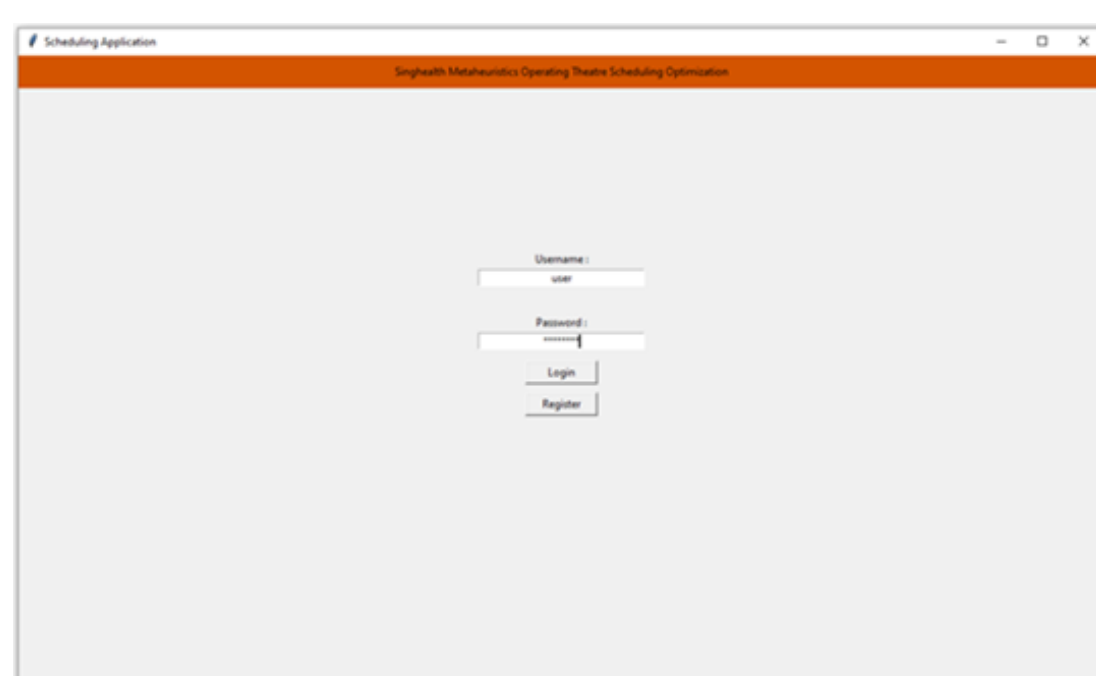 Scheduling Application
Singhealth Metaheuristics Operating Theatre Scheduling Optimization
Username :
user
Password :
********
Login
Register